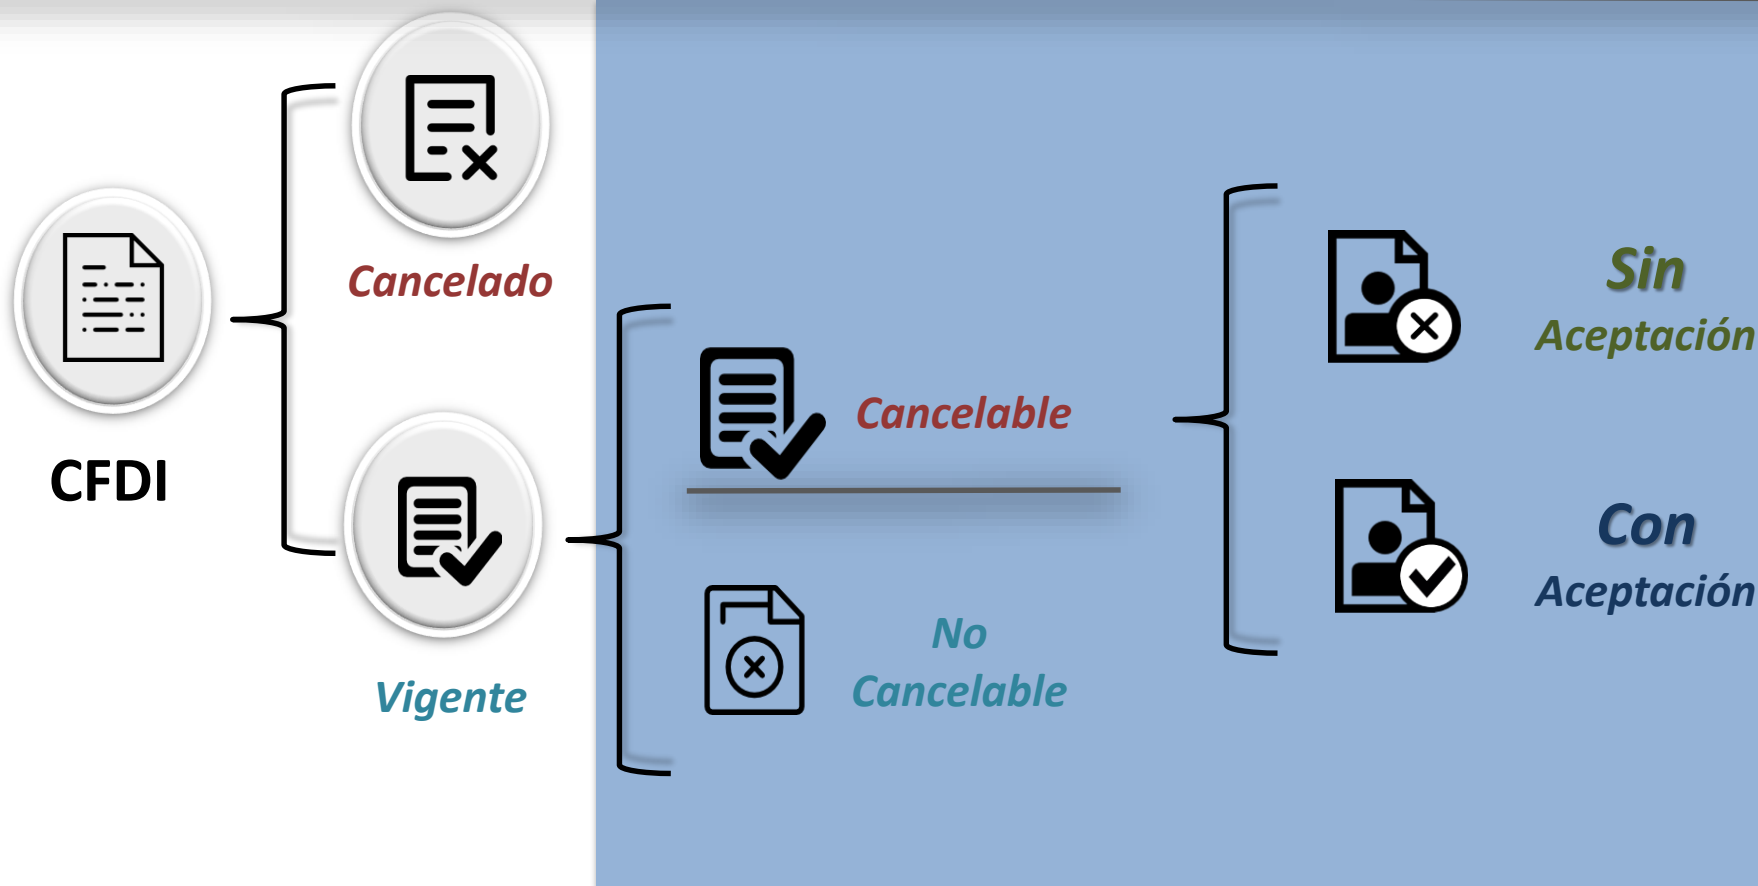 CFDI
Cancelado
Vigente
Cancelable
No
Cancelable
Sin
Aceptación
Con
Aceptación